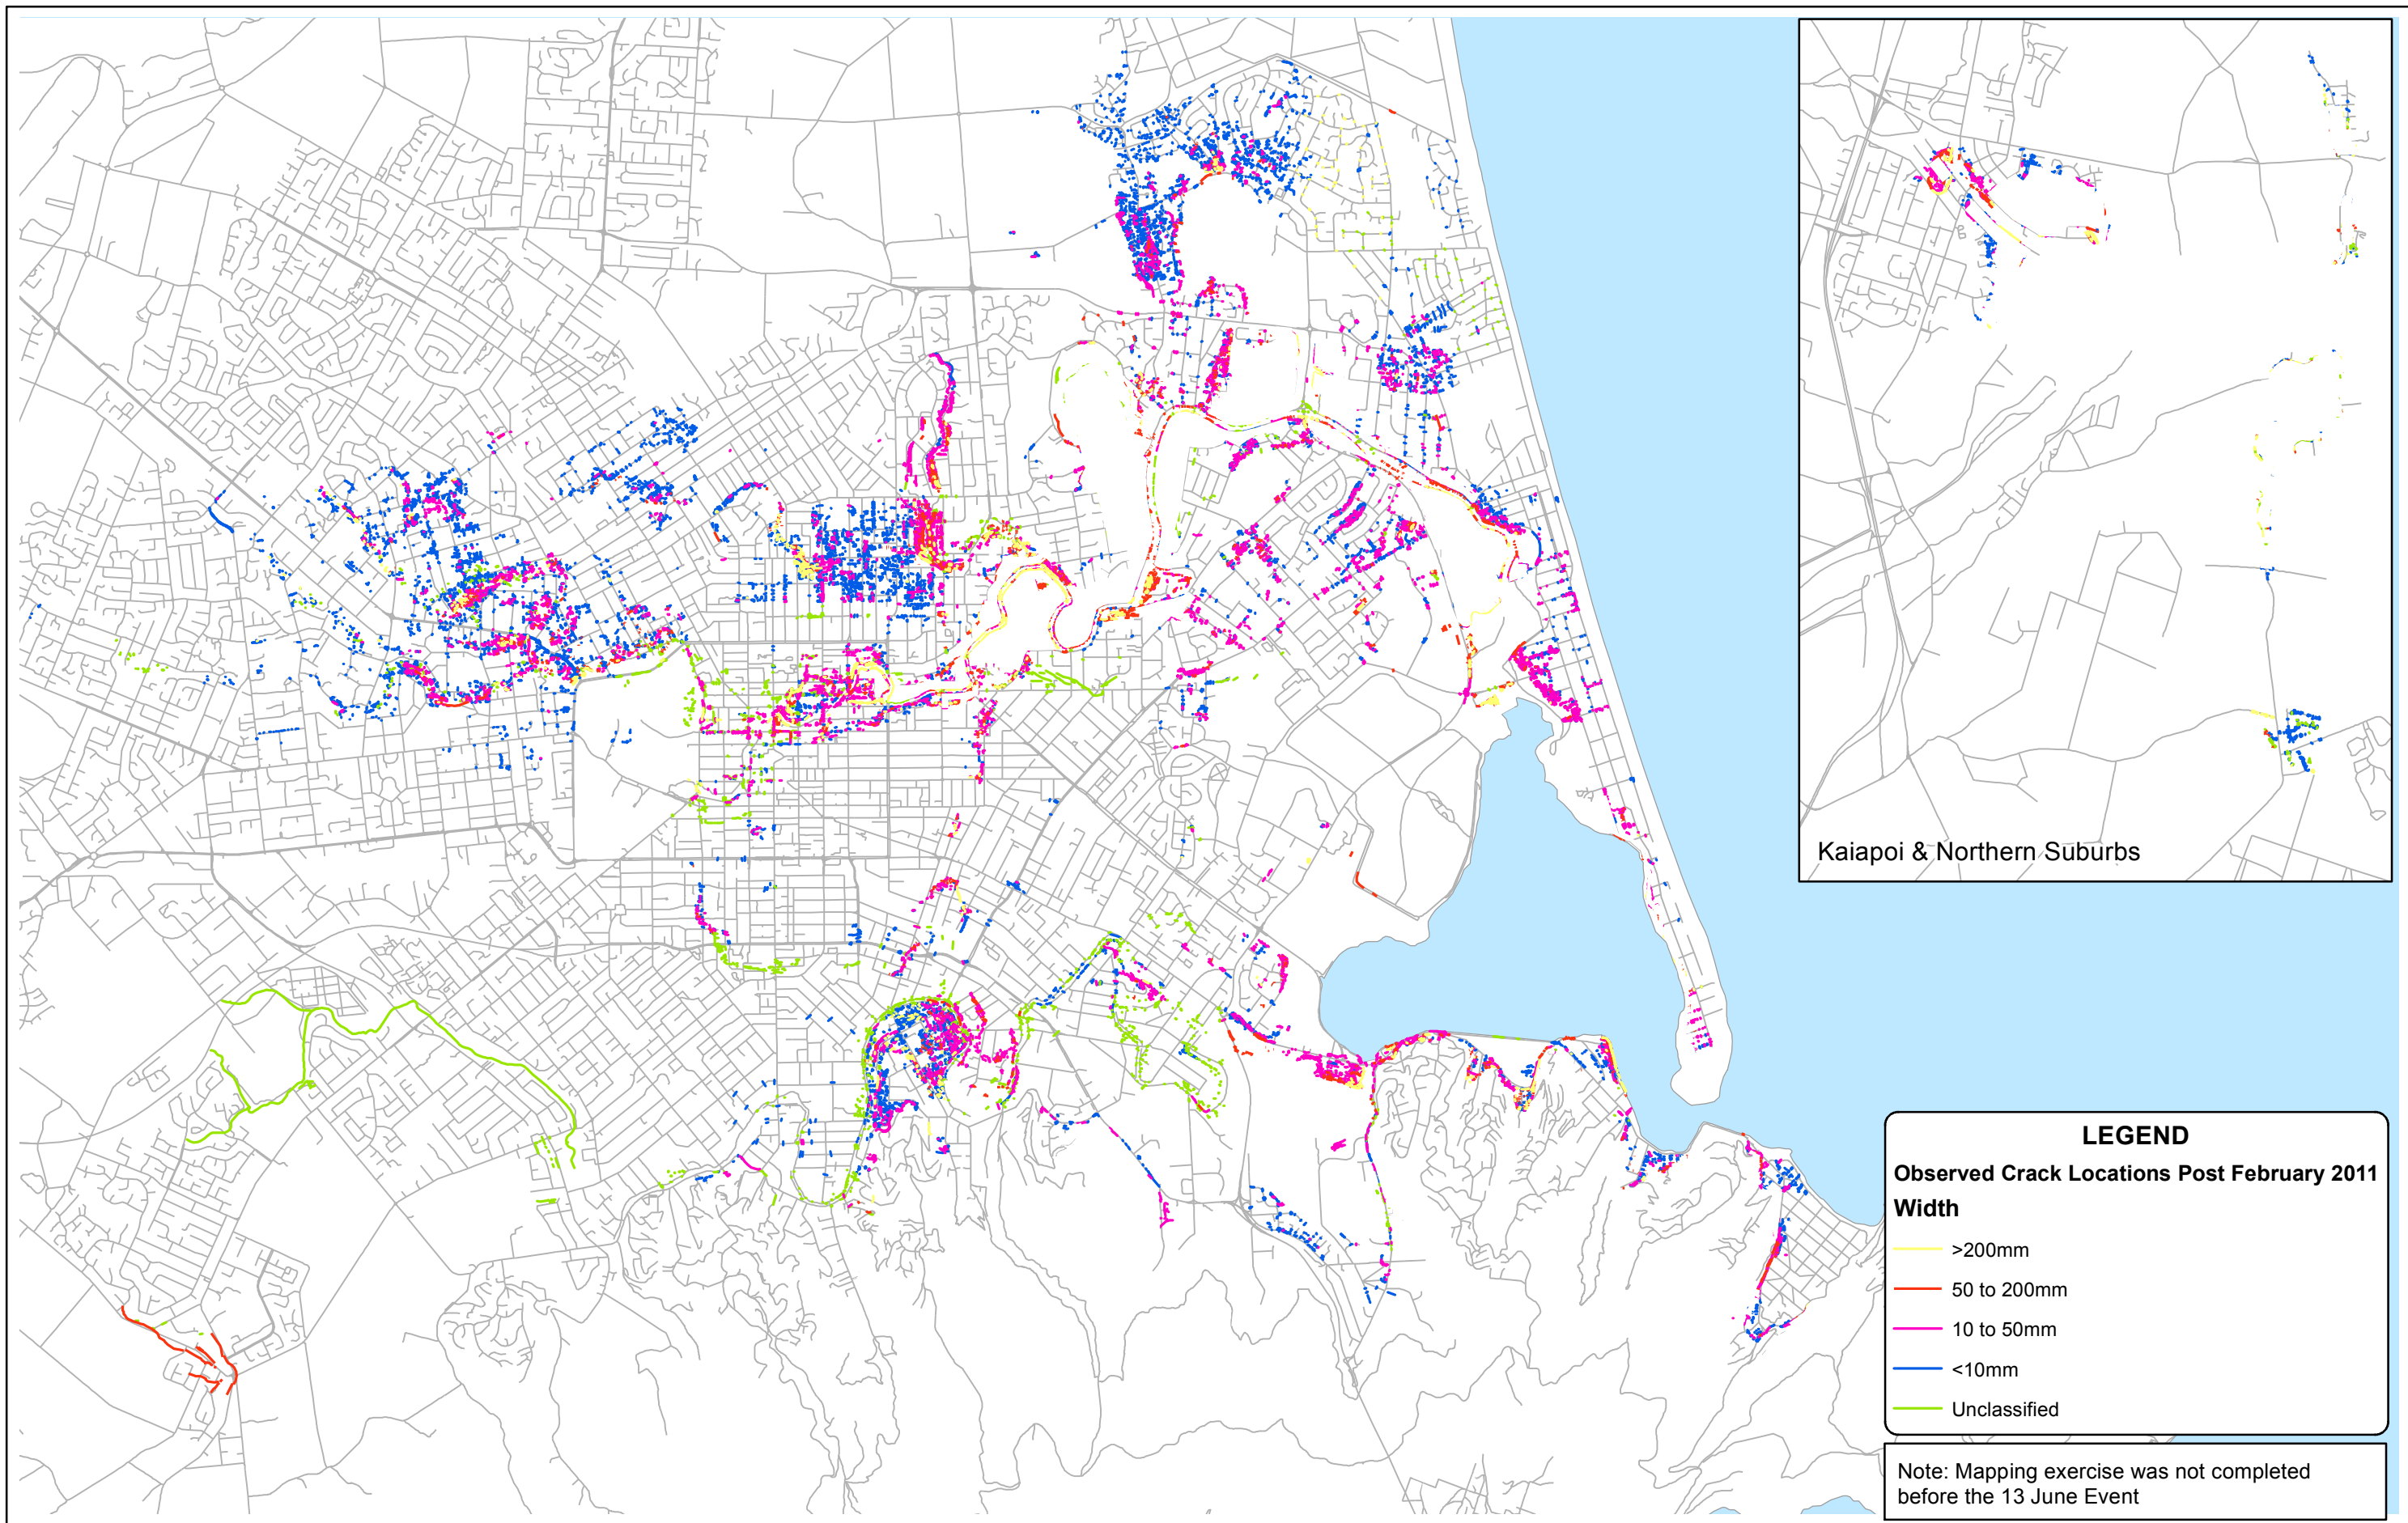 Kaiapoi & Northern Suburbs
LEGEND
Observed Crack Locations Post February 2011
Width
>200mm
50 to 200mm
10 to 50mm
<10mm
Unclassified
Note: Mapping exercise was not completed
before the 13 June Event